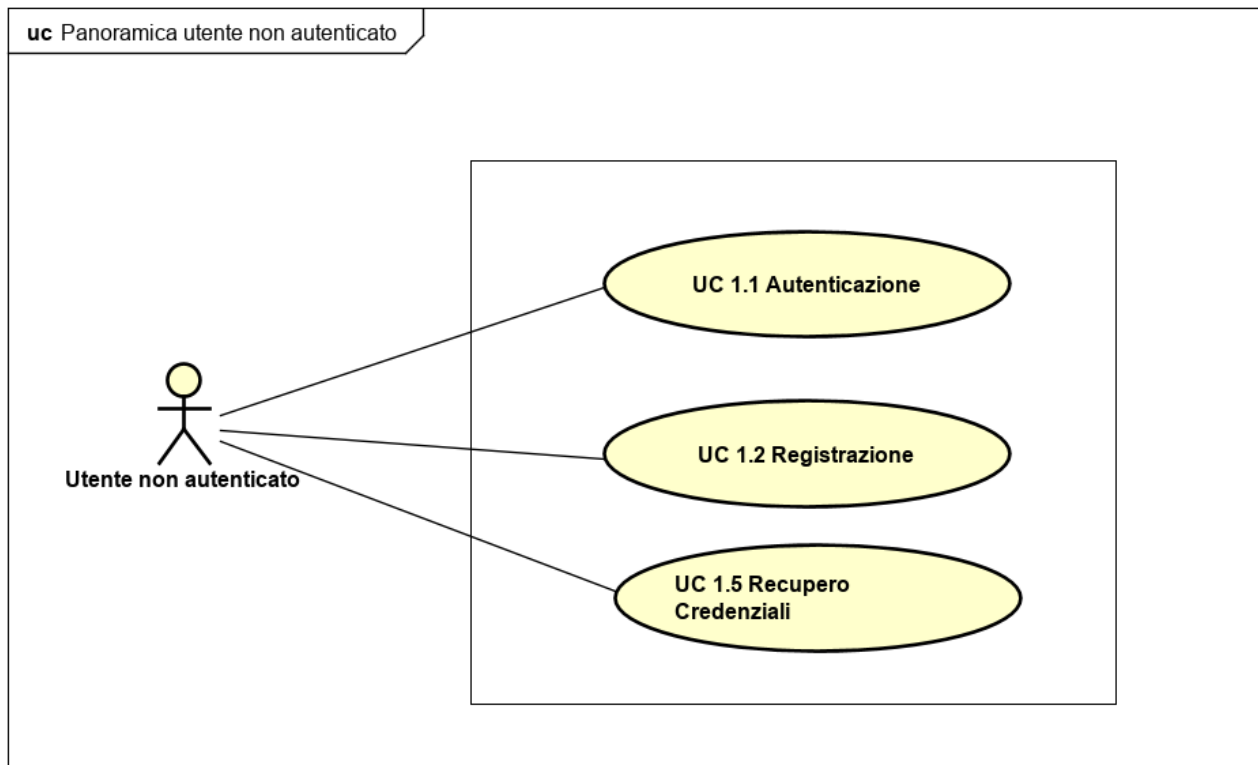 uc Panoramica utente non autenticato
UC 1.1 Autenticazione
UC 1.2 Registrazione
Utente non autenticato
UC 1.5 Recupero
Credenziali